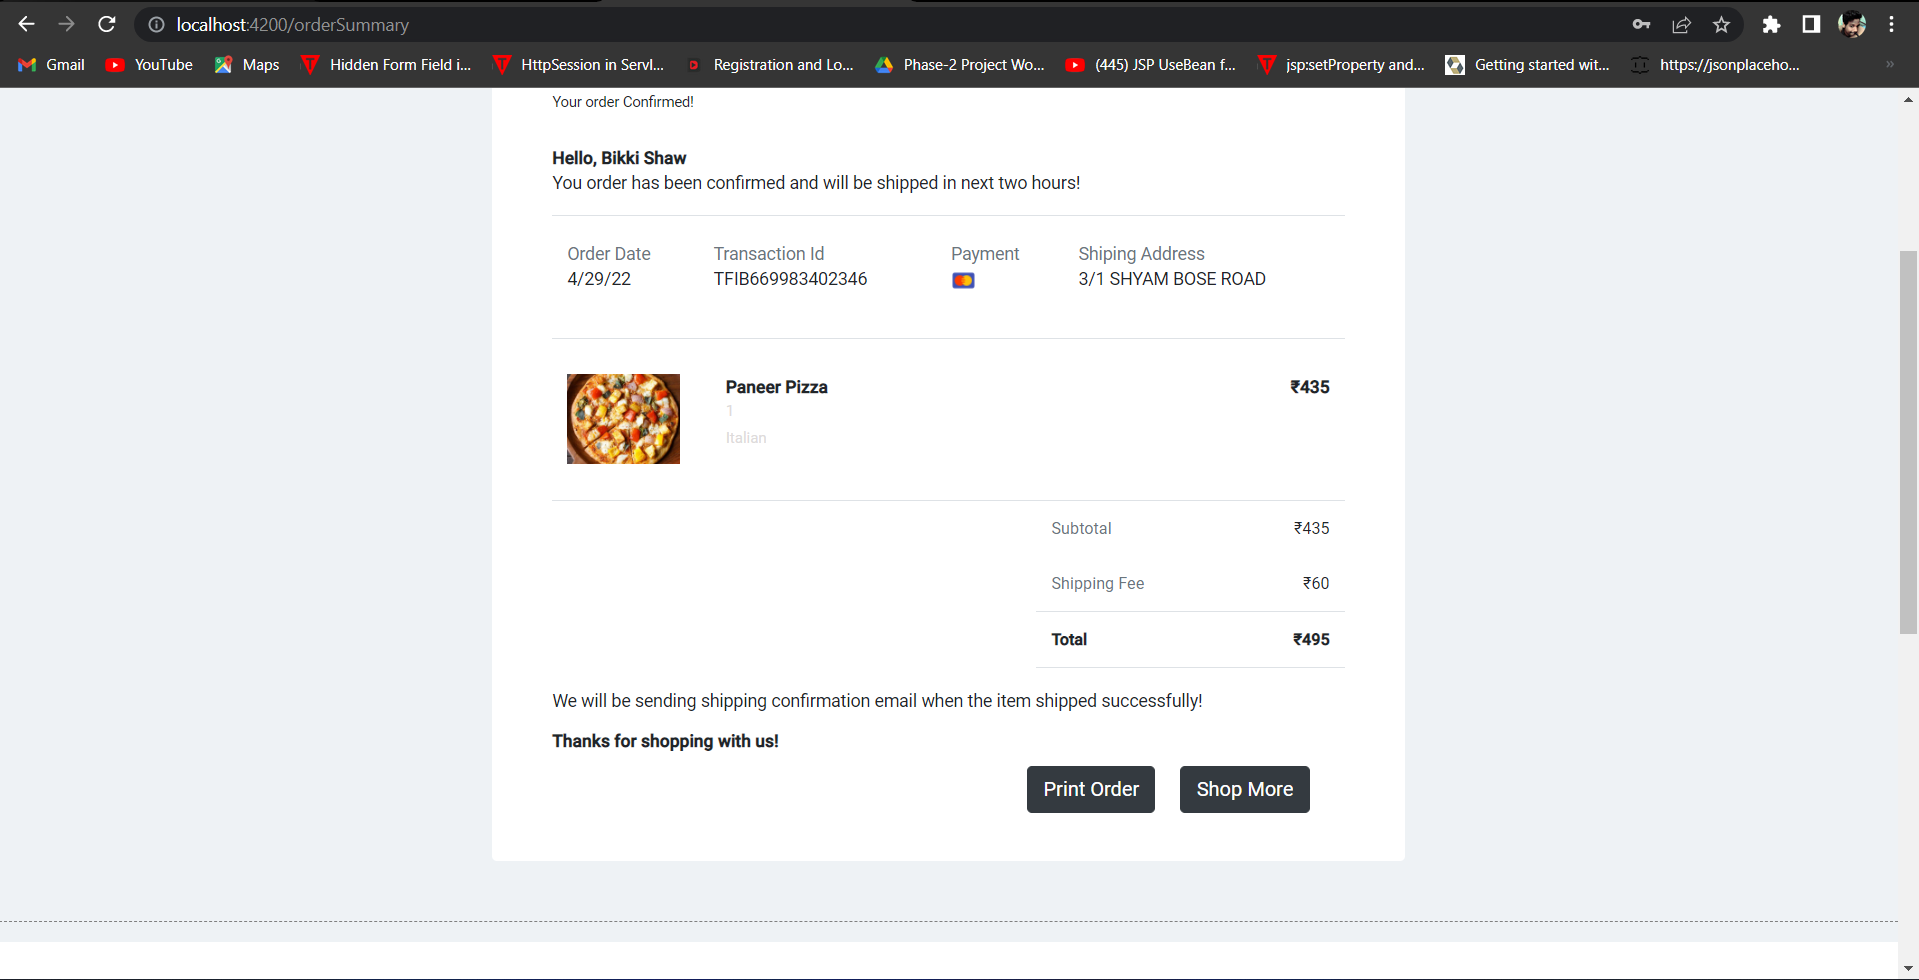 localhost:4200/orderSummary
Gmail YouTube Maps Hidden Form Field i... HttpSession in Servl... Registration and Lo... Phase-2 Project Wo... (445) JSP UseBean f... jsp:setProperty and... Getting started wit... https://jsonplaceho... »
Your order Confirmed!
Hello, Bikki Shaw
You order has been confirmed and will be shipped in next two hours!
Order Date Transaction Id Payment Shiping Address
4/29/22 TFIB669983402346 3/1 SHYAM BOSE ROAD
Paneer Pizza ₹435
1
Italian
Subtotal ₹435
Shipping Fee ₹60
Total ₹495
We will be sending shipping confirmation email when the item shipped successfully!
Thanks for shopping with us!
Print Order Shop More